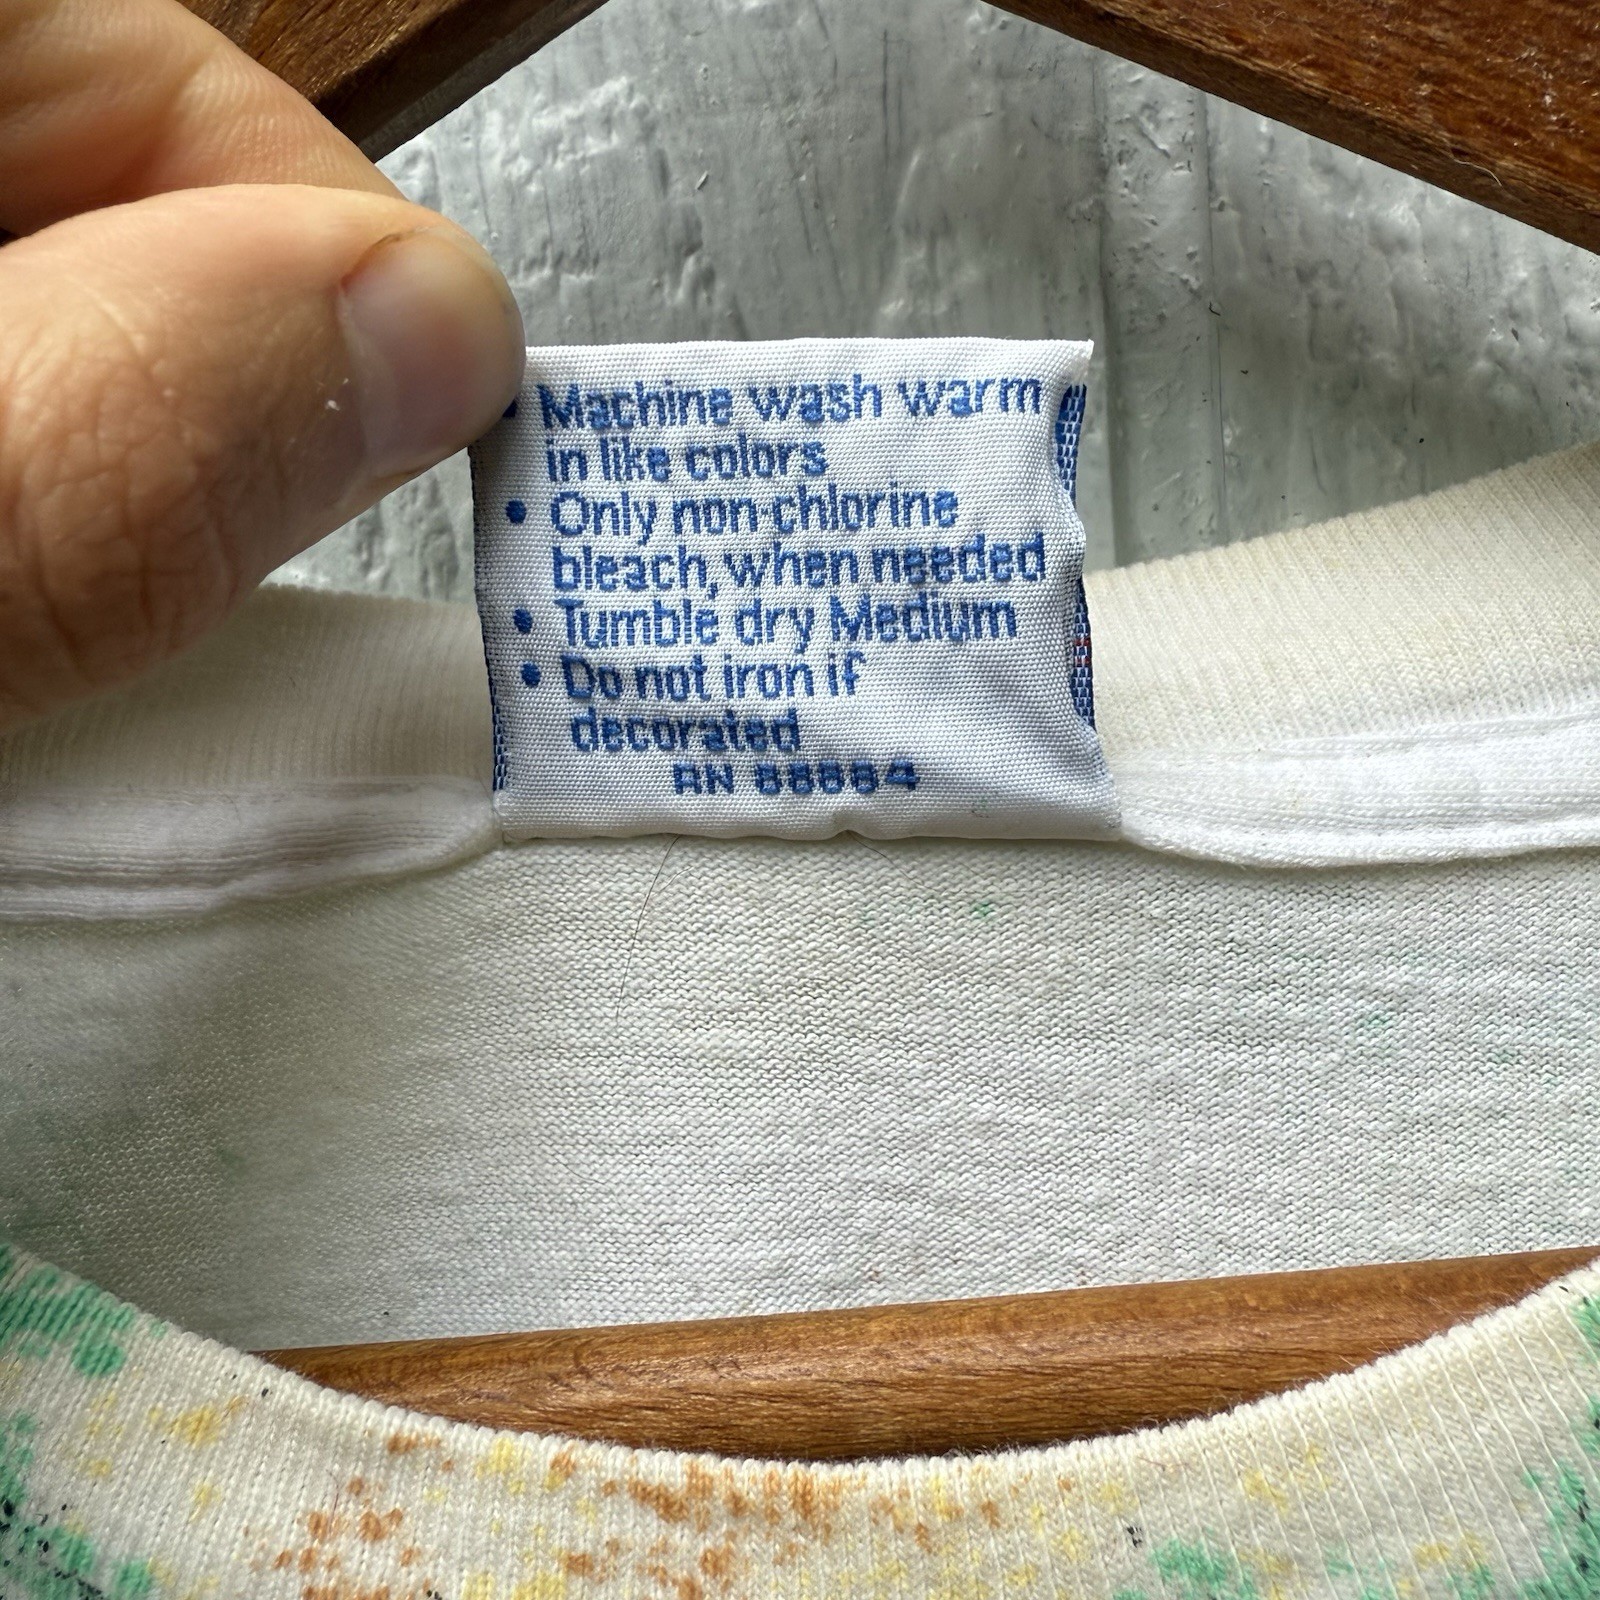 • Machine wash warm
in like colors
• Only non-chlorine
bleach, when needed
• Tumble dry Medium
• Do not iron if
decorated
RN